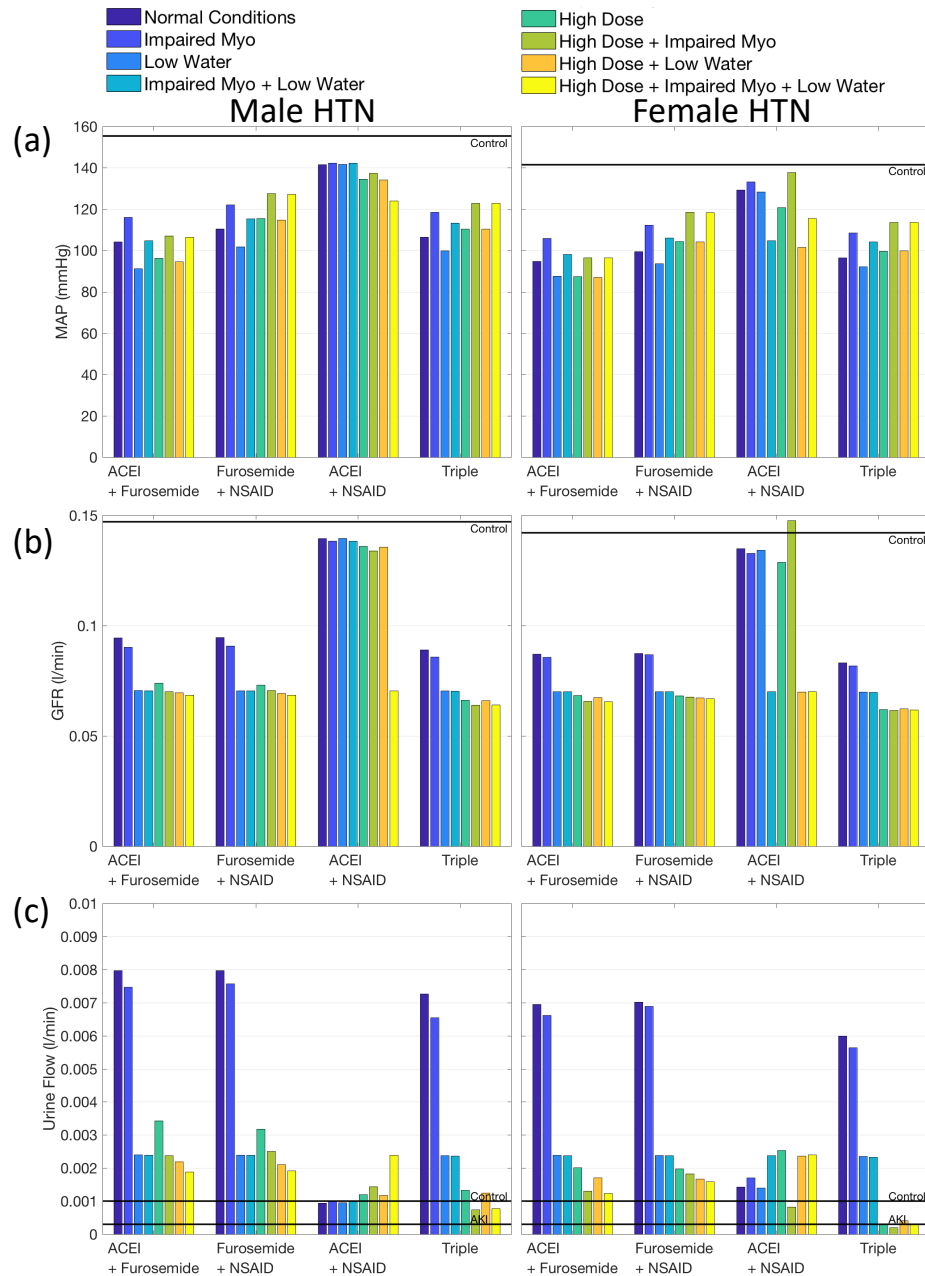 Normal Conditions
Impaired Myo
Low Water
Impaired Myo + Low Water
High Dose
High Dose + Impaired Myo
High Dose + Low Water
High Dose + Impaired Myo + Low Water
Male HTN
Female HTN
(a)
160
140
120
100
80
60
40
20
0
MAP (mmHg)
Control
Control
ACEI
+ Furosemide
Furosemide
+ NSAID
ACEI
+ NSAID
Triple
ACEI
+ Furosemide
Furosemide
+ NSAID
ACEI
+ NSAID
Triple
(b)
0.15
0.1
0.05
0
GFR (l/min)
Control
Control
ACEI
+ Furosemide
Furosemide
+ NSAID
ACEI
+ NSAID
Triple
ACEI
+ Furosemide
Furosemide
+ NSAID
ACEI
+ NSAID
Triple
(c)
0.01
0.009
0.008
0.007
0.006
0.005
0.004
0.003
0.002
0.001
0
Urine Flow (l/min)
Control
AKI
Control
AKI
ACEI
+ Furosemide
Furosemide
+ NSAID
ACEI
+ NSAID
Triple
ACEI
+ Furosemide
Furosemide
+ NSAID
ACEI
+ NSAID
Triple